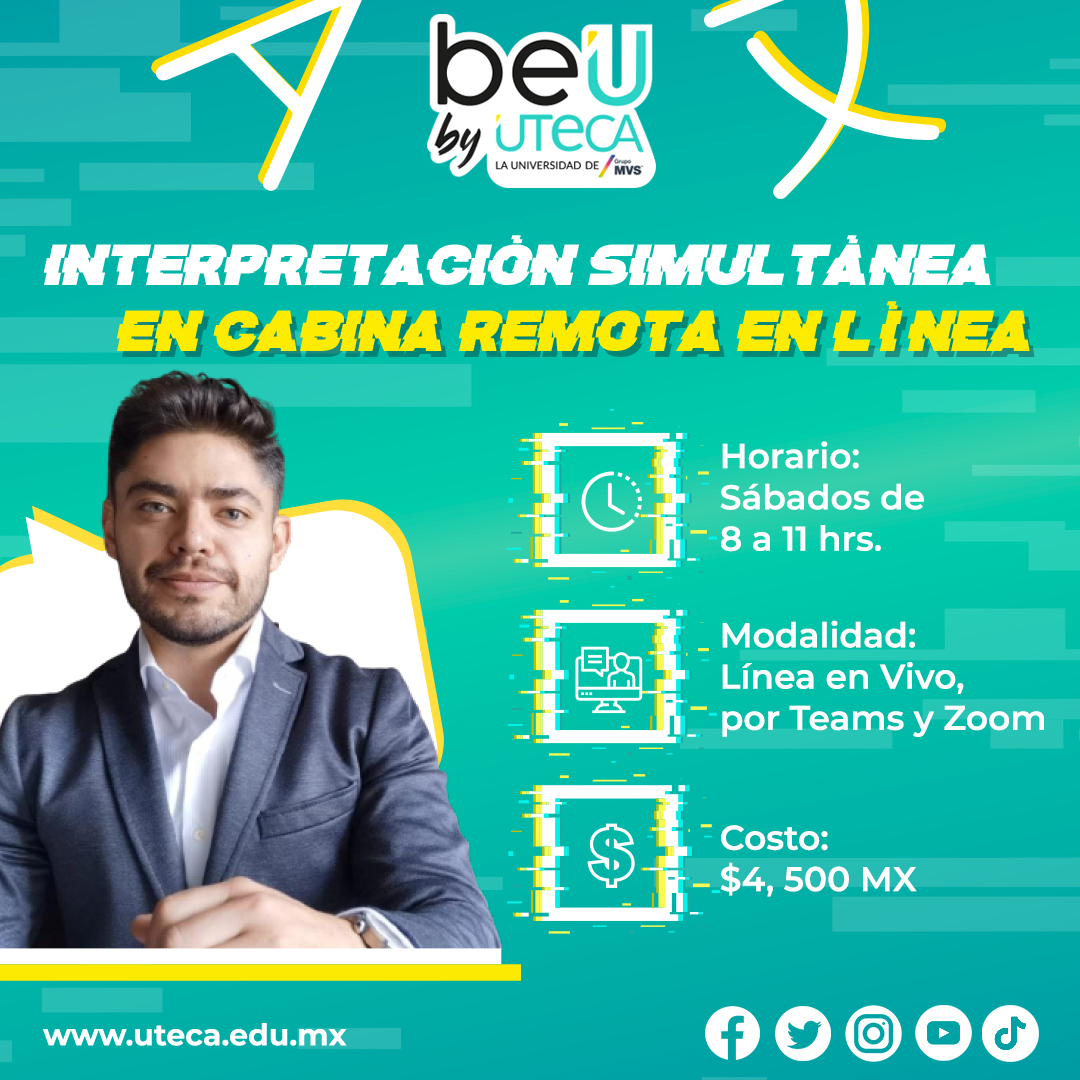 beU
by UTECA
LA UNIVERSIDAD DE Grupo MVS
INTERPRETACIÓN SIMULTÁNEA
EN CABINA REMOTA EN LÍNEA
Horario:
Sábados de
8 a 11 hrs.
Modalidad:
Línea en Vivo,
por Teams y Zoom
$
Costo:
$4, 500 MX
www.uteca.edu.mx